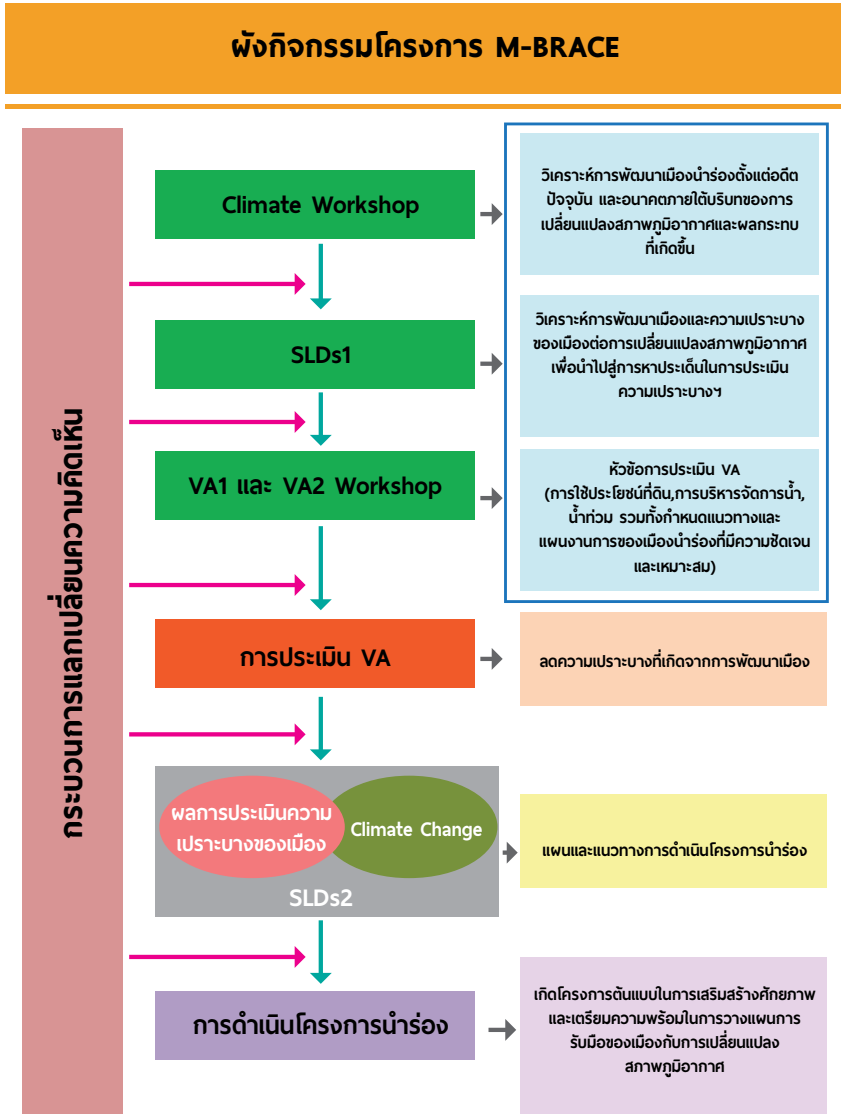 ผังกิจกรรมโครงการ M-BRACE
กระบวนการแลกเปลี่ยนความคิดเห็น
Climate Workshop
วิเคราะห์การพัฒนาเมืองนำร่องตั้งแต่อดีต
ปัจจุบัน และอนาคตภายใต้บริบทของการ
เปลี่ยนแปลงสภาพภูมิอากาศและผลกระทบ
ที่เกิดขึ้น
SLDs1
วิเคราะห์การพัฒนาเมืองและความเปราะบาง
ของเมืองต่อการเปลี่ยนแปลงสภาพภูมิอากาศ
เพื่อนำไปสู่การหาประเด็นในการประเมิน
ความเปราะบางฯ
VA1 และ VA2 Workshop
หัวข้อการประเมิน VA
(การใช้ประโยชน์ที่ดิน,การบริหารจัดการน้ำ,
น้ำท่วม รวมทั้งกำหนดแนวทางและ
แผนงานการของเมืองนำร่องที่มีความชัดเจน
และเหมาะสม)
การประเมิน VA
ลดความเปราะบางที่เกิดจากการพัฒนาเมือง
ผลการประเมินความ
เปราะบางของเมือง
Climate Change
SLDs2
แผนและแนวทางการดำเนินโครงการนำร่อง
การดำเนินโครงการนำร่อง
เกิดโครงการต้นแบบในการเสริมสร้างศักยภาพ
และเตรียมความพร้อมในการวางแผนการ
รับมือของเมืองกับการเปลี่ยนแปลง
สภาพภูมิอากาศ